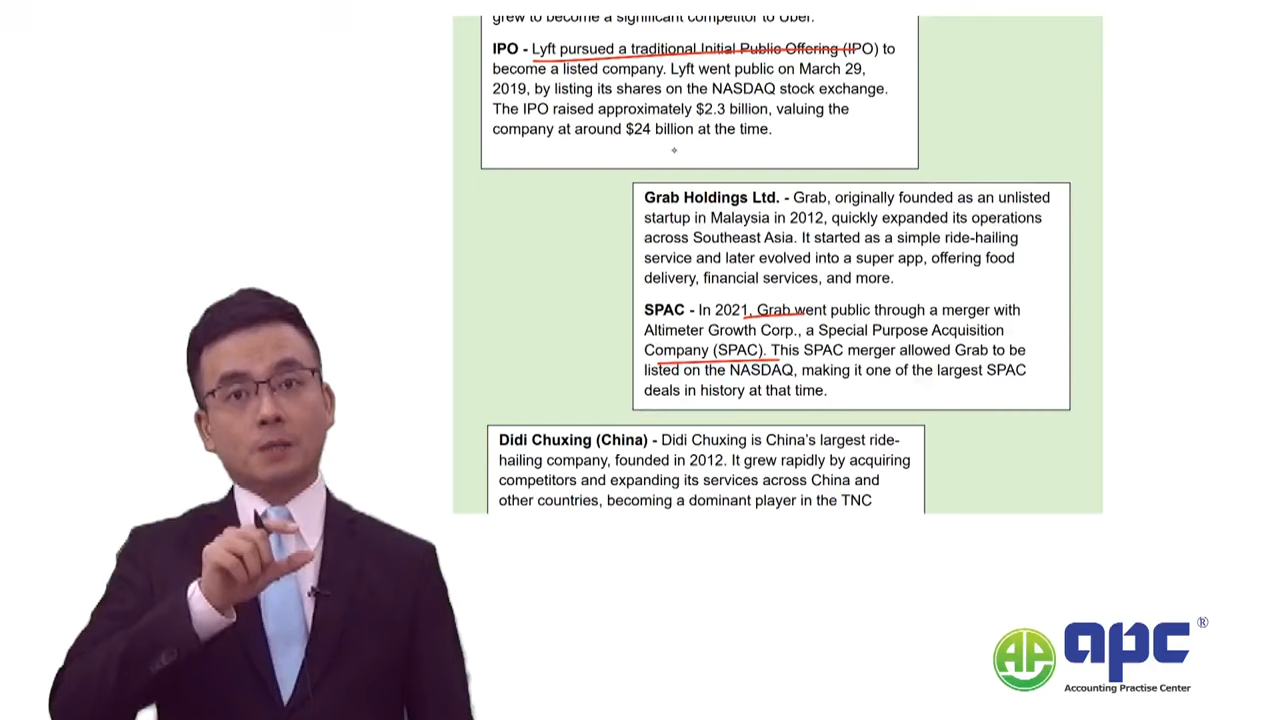 grew to become a significant competitor to Uber.
IPO - Lyft pursued a traditional Initial Public Offering (IPO) to
become a listed company. Lyft went public on March 29,
2019, by listing its shares on the NASDAQ stock exchange.
The IPO raised approximately $2.3 billion, valuing the
company at around $24 billion at the time.
Grab Holdings Ltd. - Grab, originally founded as an unlisted
startup in Malaysia in 2012, quickly expanded its operations
across Southeast Asia. It started as a simple ride-hailing
service and later evolved into a super app, offering food
delivery, financial services, and more.
SPAC - In 2021, Grab went public through a merger with
Altimeter Growth Corp., a Special Purpose Acquisition
Company (SPAC). This SPAC merger allowed Grab to be
listed on the NASDAQ, making it one of the largest SPAC
deals in history at that time.
Didi Chuxing (China) - Didi Chuxing is China's largest ride-
hailing company, founded in 2012. It grew rapidly by acquiring
competitors and expanding its services across China and
other countries, becoming a dominant player in the TNC
AP apc ®
Accounting Practise Center